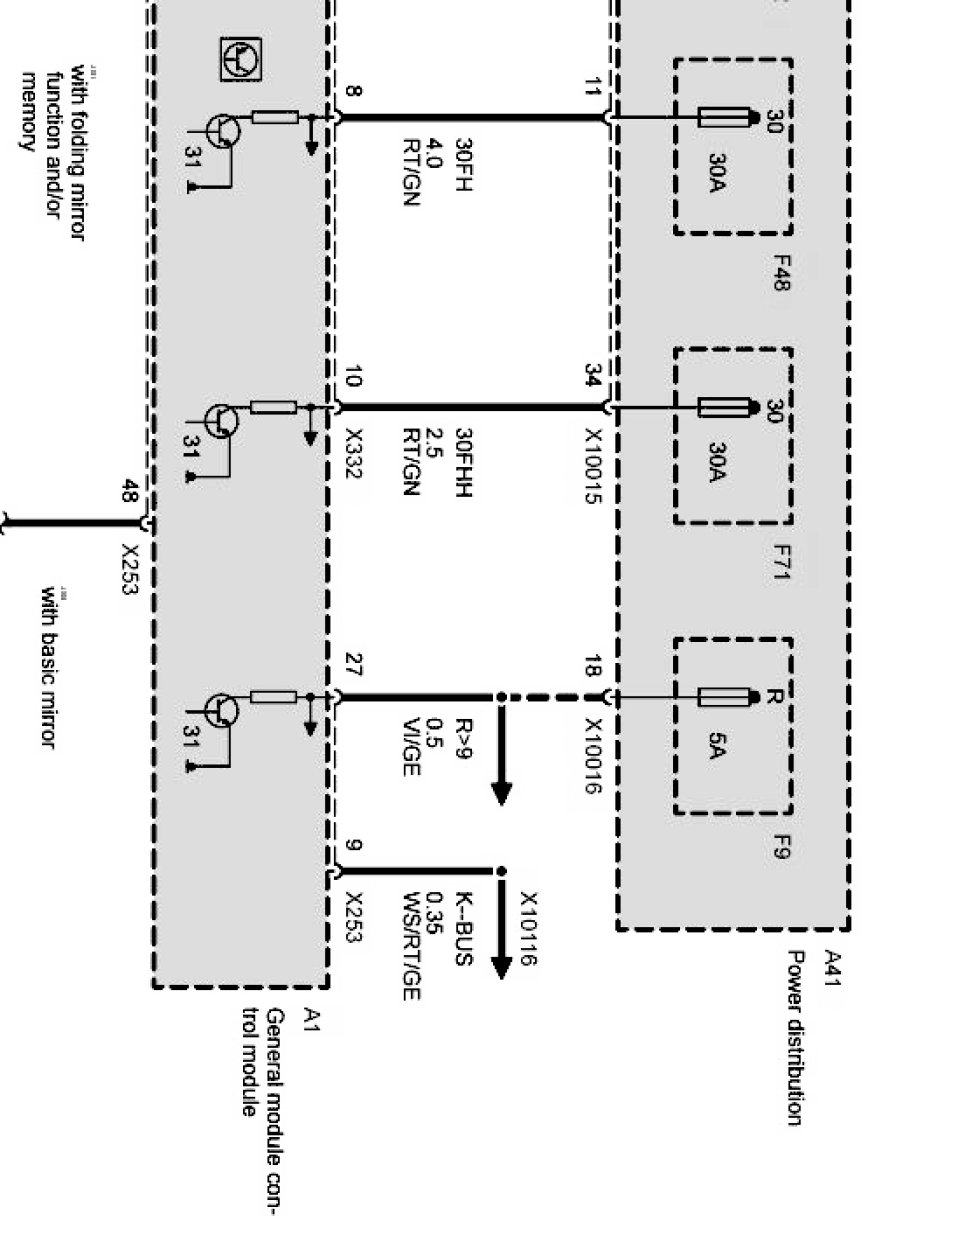 A41
Power distribution
30
30A
F48
30
30A
F71
R
5A
F9
11
34
X10015
18
X10016
X10116
30FH
4.0
RT/GN
30FHH
2.5
RT/GN
R>9
0.5
VI/GE
K--BUS
0.35
WS/RT/GE
8
10
X332
27
9
X253
A1
General module con-
trol module
31
31
31
48
X253
with folding mirror
function and/or
memory
with basic mirror